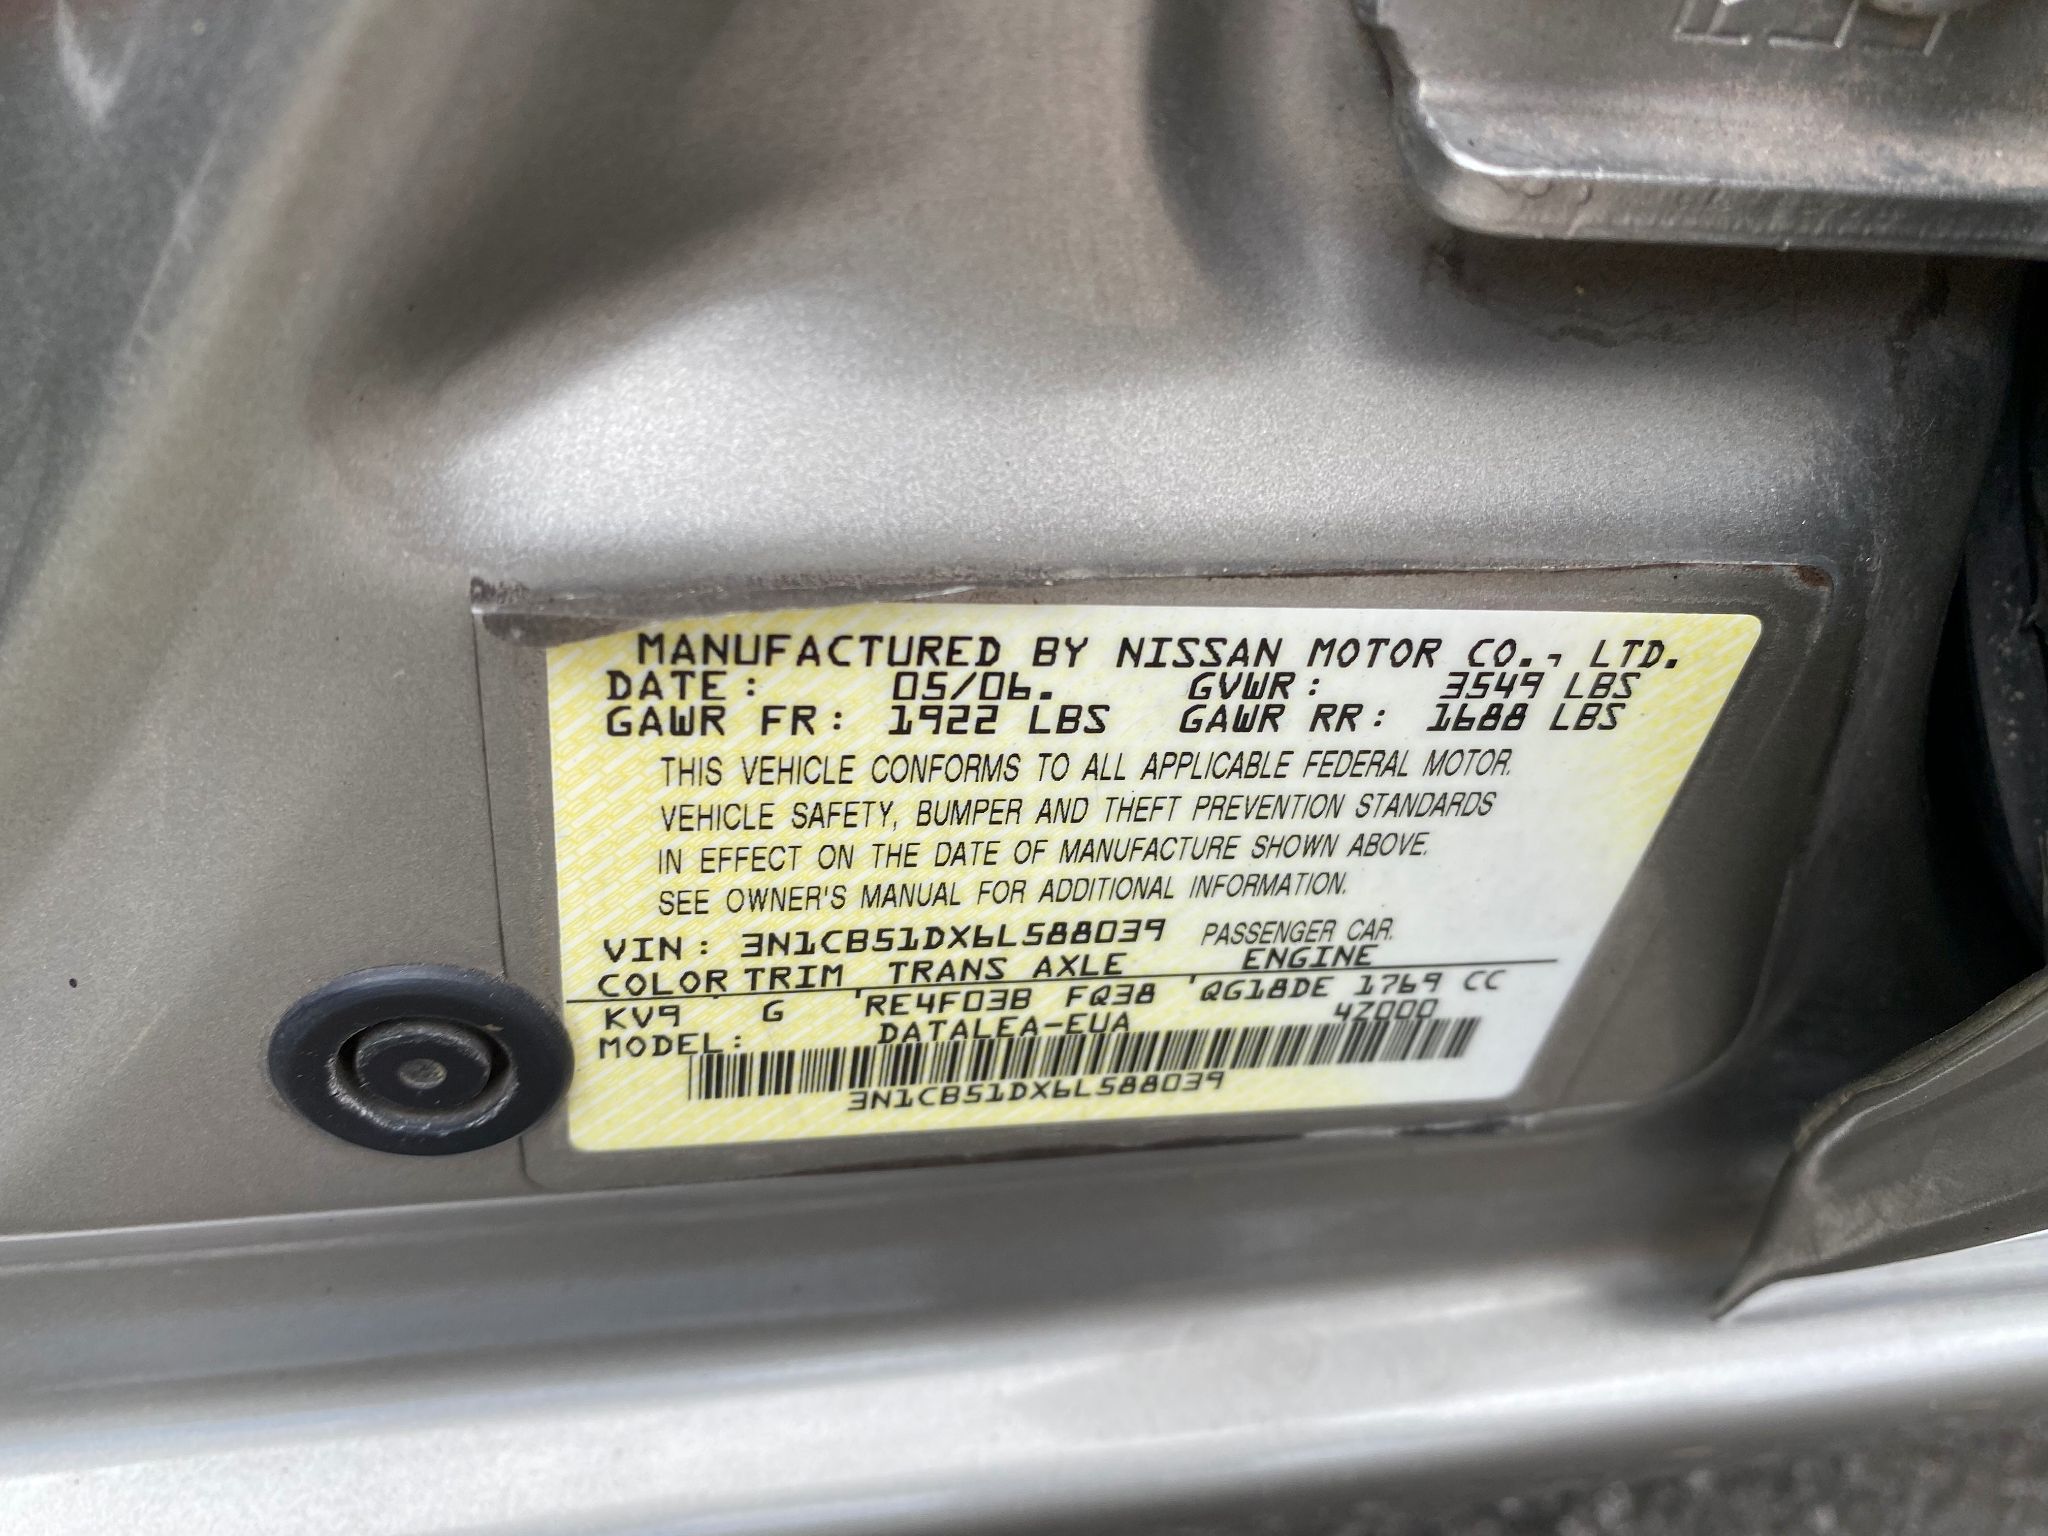 MANUFACTURED BY NISSAN MOTOR CO., LTD.
DATE: 05/06. GVWR: 3549 LBS
GAWR FR: 1922 LBS GAWR RR: 1688 LBS
THIS VEHICLE CONFORMS TO ALL APPLICABLE FEDERAL MOTOR.
VEHICLE SAFETY, BUMPER AND THEFT PREVENTION STANDARDS
IN EFFECT ON THE DATE OF MANUFACTURE SHOWN ABOVE.
SEE OWNER'S MANUAL FOR ADDITIONAL INFORMATION.
VIN: 3N1CB51DX6L588039 PASSENGER CAR.
COLOR TRIM TRANS AXLE ENGINE
KV9 G RE4F03B FQ38 QG18DE 1769 CC
MODEL: DATALEA-EUA 4Z000
3N1CB51DX6L588039